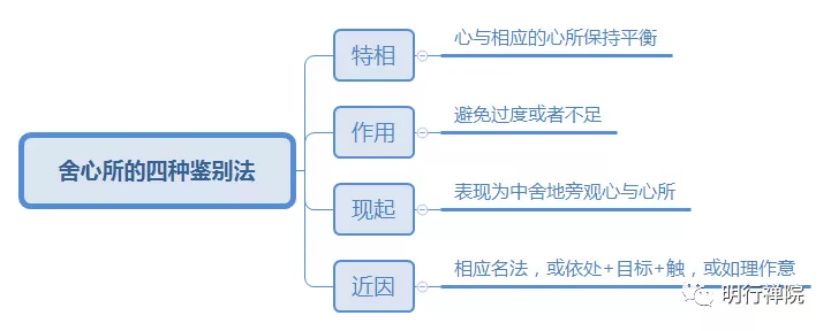 舍心所的四种鉴别法
特相
心与相应的心所保持平衡
作用
避免过度或者不足
现起
表现为中舍地旁观心与心所
近因
相应名法，或依处+目标+触，或如理作意
明行禅院